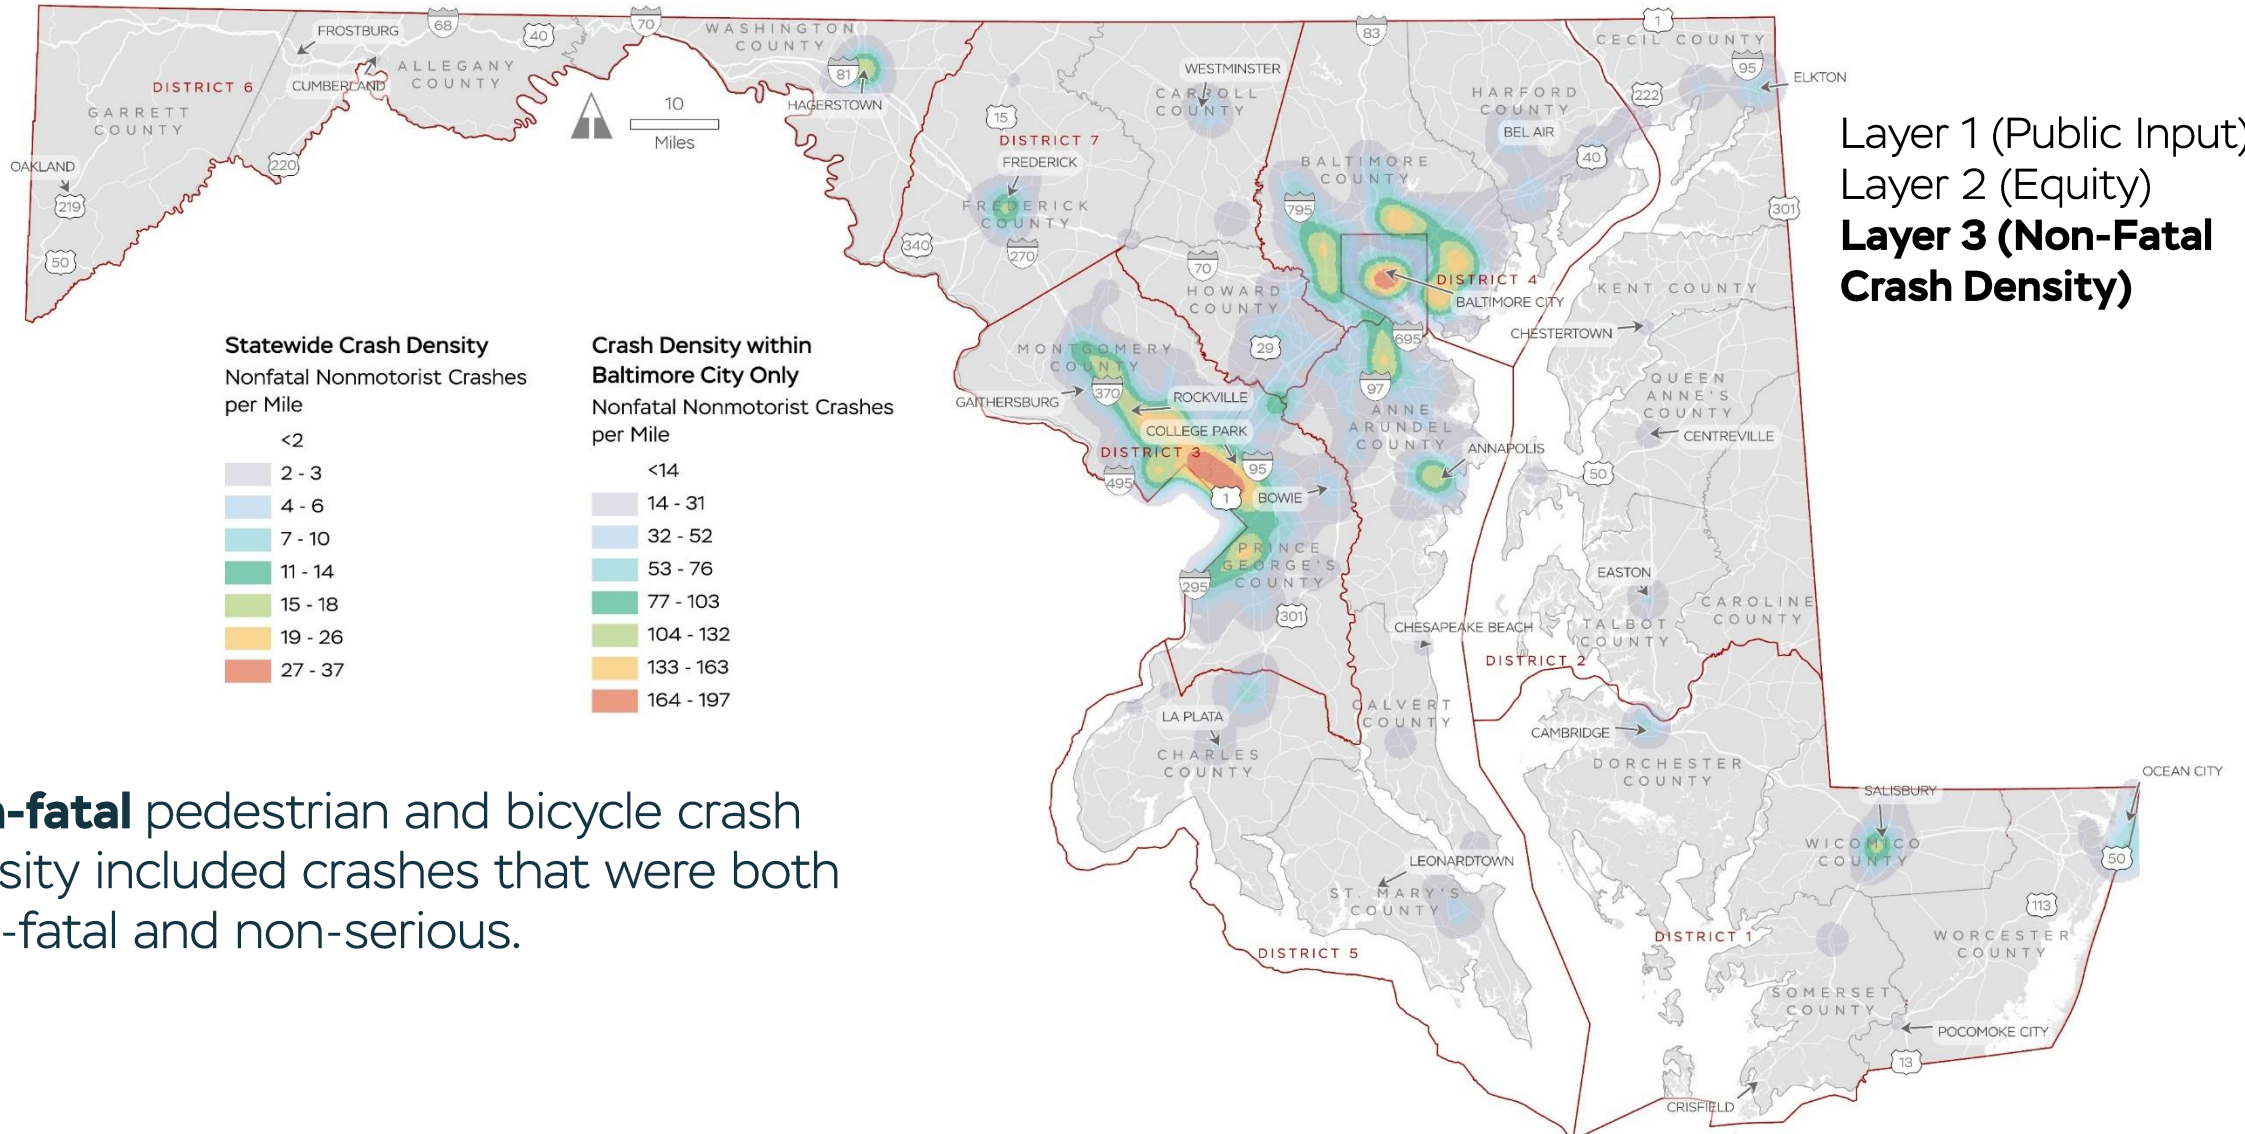 FROSTBURG
68
40
70
WASHINGTON
COUNTY
83
1
CECIL COUNTY
DISTRICT 6
CUMBERLAND
ALLEGANY
COUNTY
81
HAGERSTOWN
WESTMINSTER
CARROLL
COUNTY
HARFORD
COUNTY
BEL AIR
222
95
ELKTON
GARRETT
COUNTY
10
Miles
15
DISTRICT 7
FREDERICK
40
OAKLAND
219
220
50
FREDERICK
COUNTY
340
270
BALTIMORE
COUNTY
795
301
70
HOWARD
COUNTY
DISTRICT 4
BALTIMORE CITY
KENT COUNTY
CHESTERTOWN
695
29
97
MONTGOMERY
COUNTY
GAITHERSBURG
370
ROCKVILLE
COLLEGE PARK
DISTRICT 3
495
95
1
BOWIE
ANNE
ARUNDEL
COUNTY
ANNAPOLIS
QUEEN
ANNE'S
COUNTY
CENTREVILLE
50
PRINCE
GEORGE'S
COUNTY
295
301
EASTON
CAROLINE
COUNTY
TALBOT
COUNTY
CHESAPEAKE BEACH
DISTRICT 2
LA PLATA
CHARLES
COUNTY
CALVERT
COUNTY
CAMBRIDGE
DORCHESTER
COUNTY
OCEAN CITY
SALISBURY
WICOMICO
COUNTY
50
LEONARDTOWN
ST. MARY'S
COUNTY
DISTRICT 5
DISTRICT 1
113
WORCESTER
COUNTY
SOMERSET
COUNTY
POCOMOKE CITY
13
CRISFIELD
Layer 1 (Public Input)
Layer 2 (Equity)
Layer 3 (Non-Fatal
Crash Density)
Statewide Crash Density
Nonfatal Nonmotorist Crashes
per Mile
<2
2 - 3
4 - 6
7 - 10
11 - 14
15 - 18
19 - 26
27 - 37
Crash Density within
Baltimore City Only
Nonfatal Nonmotorist Crashes
per Mile
<14
14 - 31
32 - 52
53 - 76
77 - 103
104 - 132
133 - 163
164 - 197
-fatal pedestrian and bicycle crash
sity included crashes that were both
-fatal and non-serious.